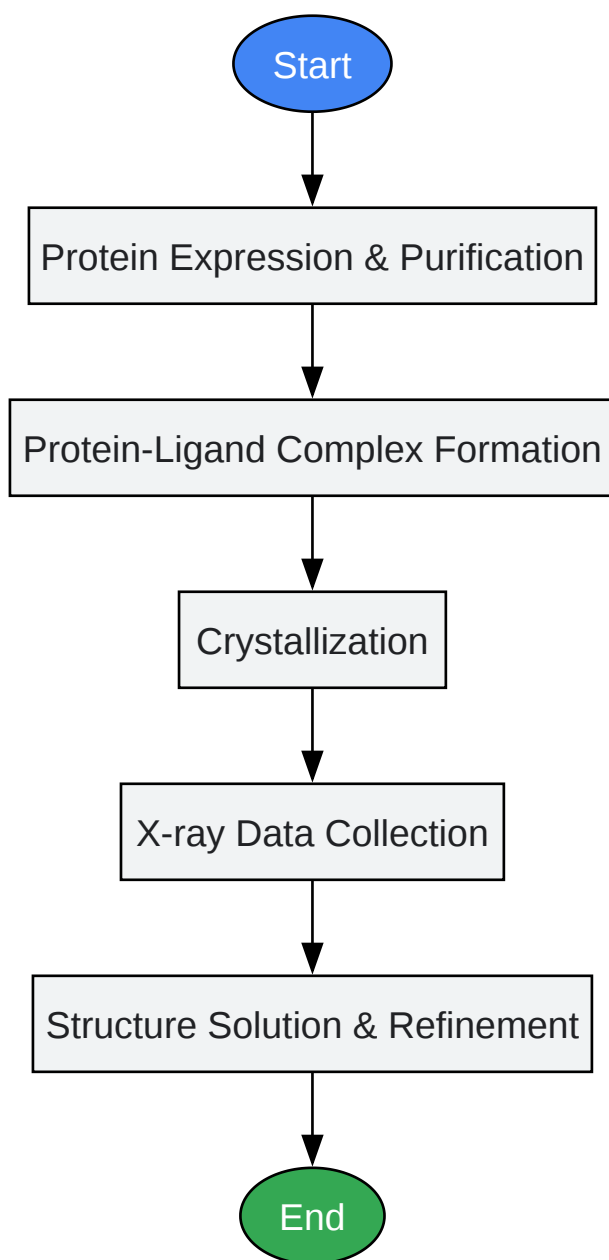 Start
Protein Expression & Purification
Protein-Ligand Complex Formation
Crystallization
X-ray Data Collection
Structure Solution & Refinement
End